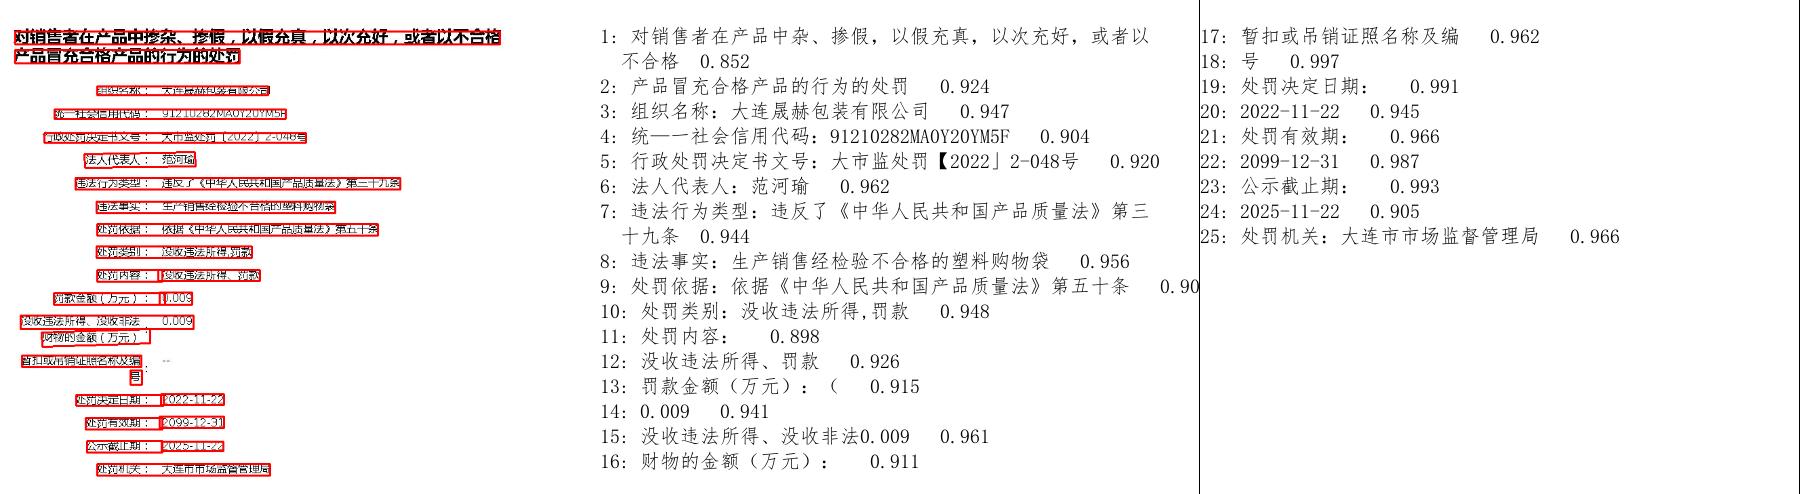 对销售者在产品中掺杂、掺假，以假充真，以次充好，或者以不合格
产品冒充合格产品的行为的处罚
组织名称： 大连晟赫包装有限公司
统一社会信用代码： 91210282MA0Y20YM5F
行政处罚决定书文号： 大市监处罚〔2022〕2-048号
法人代表人： 范河瑜
违法行为类型： 违反了《中华人民共和国产品质量法》第三十九条
违法事实： 生产销售经检验不合格的塑料购物袋
处罚依据： 依据《中华人民共和国产品质量法》第五十条
处罚类别： 没收违法所得,罚款
处罚内容： 没收违法所得、罚款
罚款金额（万元）： 0.009
没收违法所得、没收非法 0.009
财物的金额（万元）：
暂扣或吊销证照名称及编 --
号：
处罚决定日期： 2022-11-22
处罚有效期： 2099-12-31
公示截止期： 2025-11-22
处罚机关： 大连市市场监督管理局
1: 对销售者在产品中杂、掺假，以假充真，以次充好，或者以
不合格 0.852
2: 产品冒充合格产品的行为的处罚 0.924
3: 组织名称：大连晟赫包装有限公司 0.947
4: 统—一社会信用代码：91210282MA0Y20YM5F 0.904
5: 行政处罚决定书文号：大市监处罚【2022」2-048号 0.920
6: 法人代表人：范河瑜 0.962
7: 违法行为类型：违反了《中华人民共和国产品质量法》第三
十九条 0.944
8: 违法事实：生产销售经检验不合格的塑料购物袋 0.956
9: 处罚依据：依据《中华人民共和国产品质量法》第五十条 0.90
10: 处罚类别：没收违法所得,罚款 0.948
11: 处罚内容： 0.898
12: 没收违法所得、罚款 0.926
13: 罚款金额（万元）：（ 0.915
14: 0.009 0.941
15: 没收违法所得、没收非法0.009 0.961
16: 财物的金额（万元）： 0.911
17: 暂扣或吊销证照名称及编 0.962
18: 号 0.997
19: 处罚决定日期： 0.991
20: 2022-11-22 0.945
21: 处罚有效期： 0.966
22: 2099-12-31 0.987
23: 公示截止期： 0.993
24: 2025-11-22 0.905
25: 处罚机关：大连市市场监督管理局 0.966